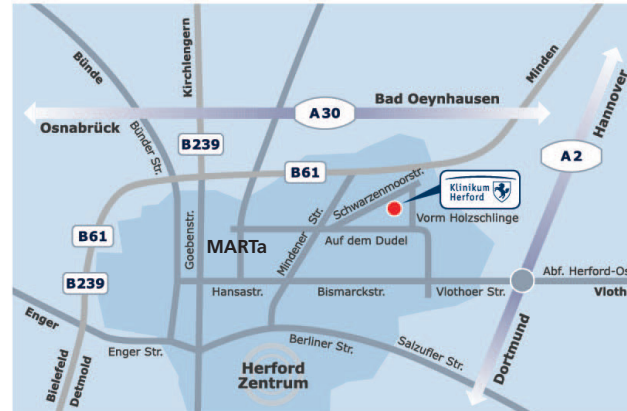 Bünde
Kirchlengern
Minden
Hannover
A30
Bad Oeynhausen
Osnabrück
Bünder Str.
B239
B61
A2
Klinikum
Herford
Schwarzenmoorstr.
Vorm Holzschlinge
B61
Goebenstr.
MARTa
Mindener Str.
Auf dem Dudel
B239
Hansastr.
Bismarckstr.
Vlothoer Str.
Abf. Herford-Os
Vloth
Enger
Enger Str.
Berliner Str.
Salzufler Str.
Dortmund
Bielefeld
Detmold
Herford
Zentrum